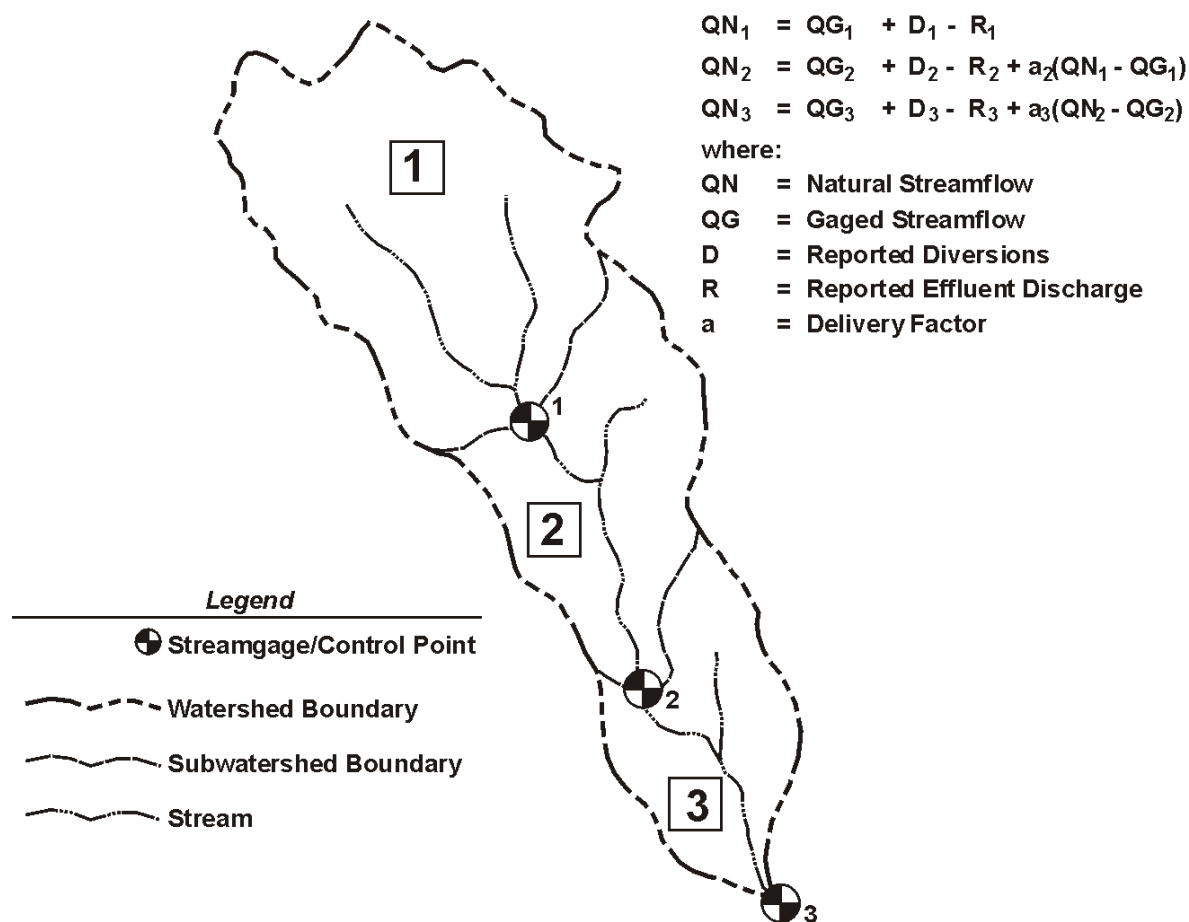 QN₁ = QG₁ + D₁ - R₁
QN₂ = QG₂ + D₂ - R₂ + a₂(QN₁ - QG₁)
QN₃ = QG₃ + D₃ - R₃ + a₃(QN₂ - QG₂)
where:
QN = Natural Streamflow
QG = Gaged Streamflow
D = Reported Diversions
R = Reported Effluent Discharge
a = Delivery Factor
1
1
2
2
3
3
Legend
Streamgage/Control Point
Watershed Boundary
Subwatershed Boundary
Stream